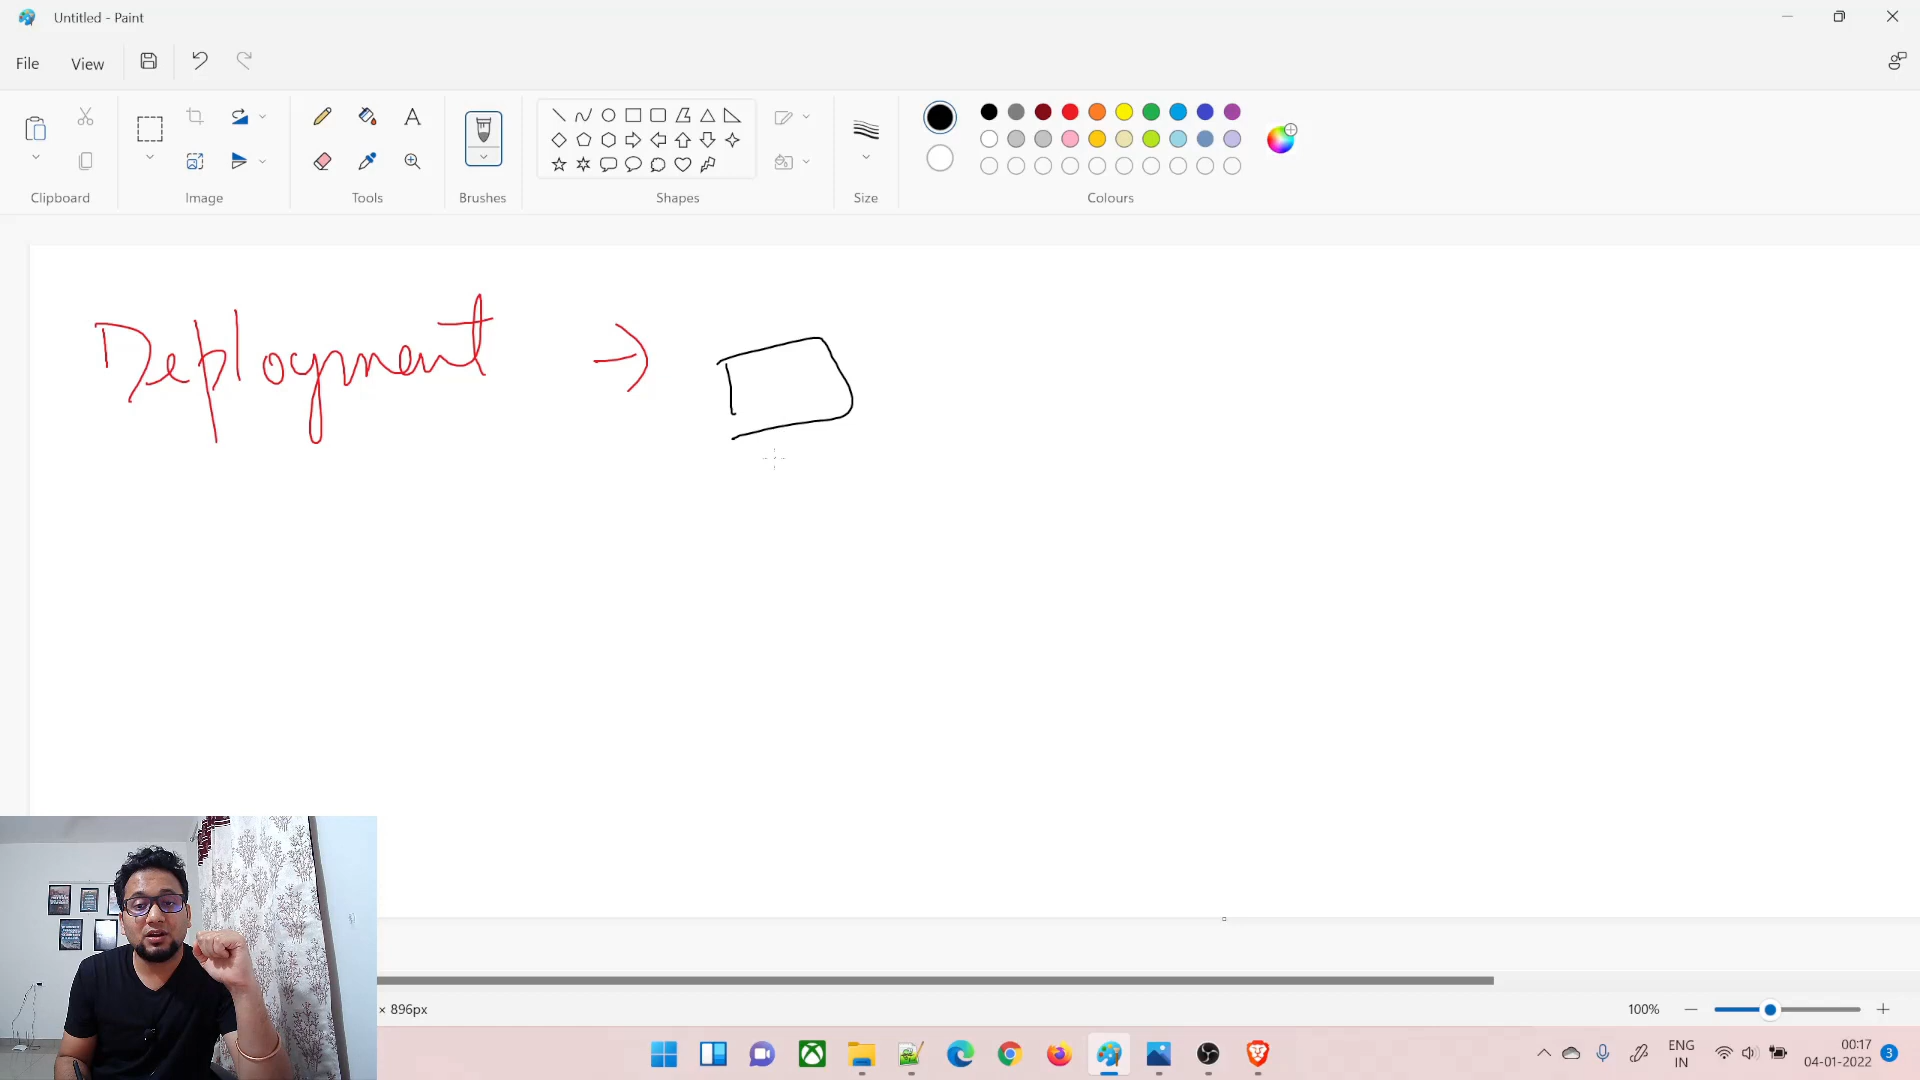 Untitled - Paint
File
View
Clipboard
Image
Tools
Brushes
Shapes
Size
Colours
Deployment →
× 896px
100%
ENG
IN
00:17
04-01-2022
3